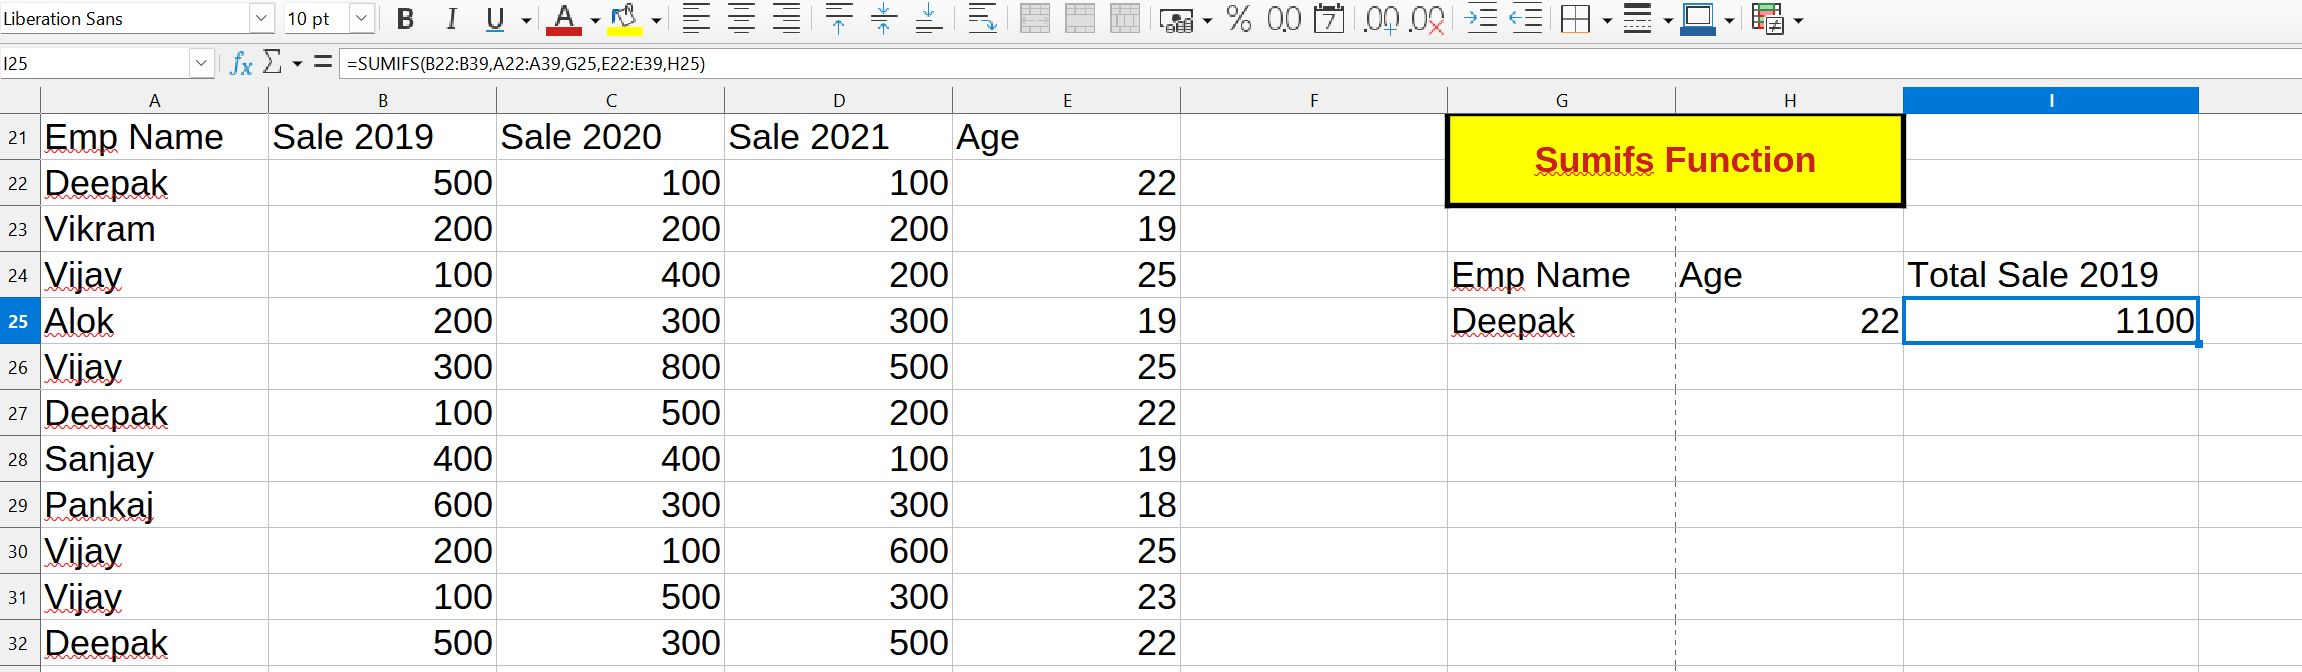 Liberation Sans 10 pt B I U A % 0.0 7 .00 .00
I25 fx Σ = =SUMIFS(B22:B39,A22:A39,G25,E22:E39,H25)
A B C D E F G H I
21 Emp Name Sale 2019 Sale 2020 Sale 2021 Age
Sumifs Function
22 Deepak 500 100 100 22
23 Vikram 200 200 200 19
24 Vijay 100 400 200 25 Emp Name Age Total Sale 2019
25 Alok 200 300 300 19 Deepak 22 1100
26 Vijay 300 800 500 25
27 Deepak 100 500 200 22
28 Sanjay 400 400 100 19
29 Pankaj 600 300 300 18
30 Vijay 200 100 600 25
31 Vijay 100 500 300 23
32 Deepak 500 300 500 22